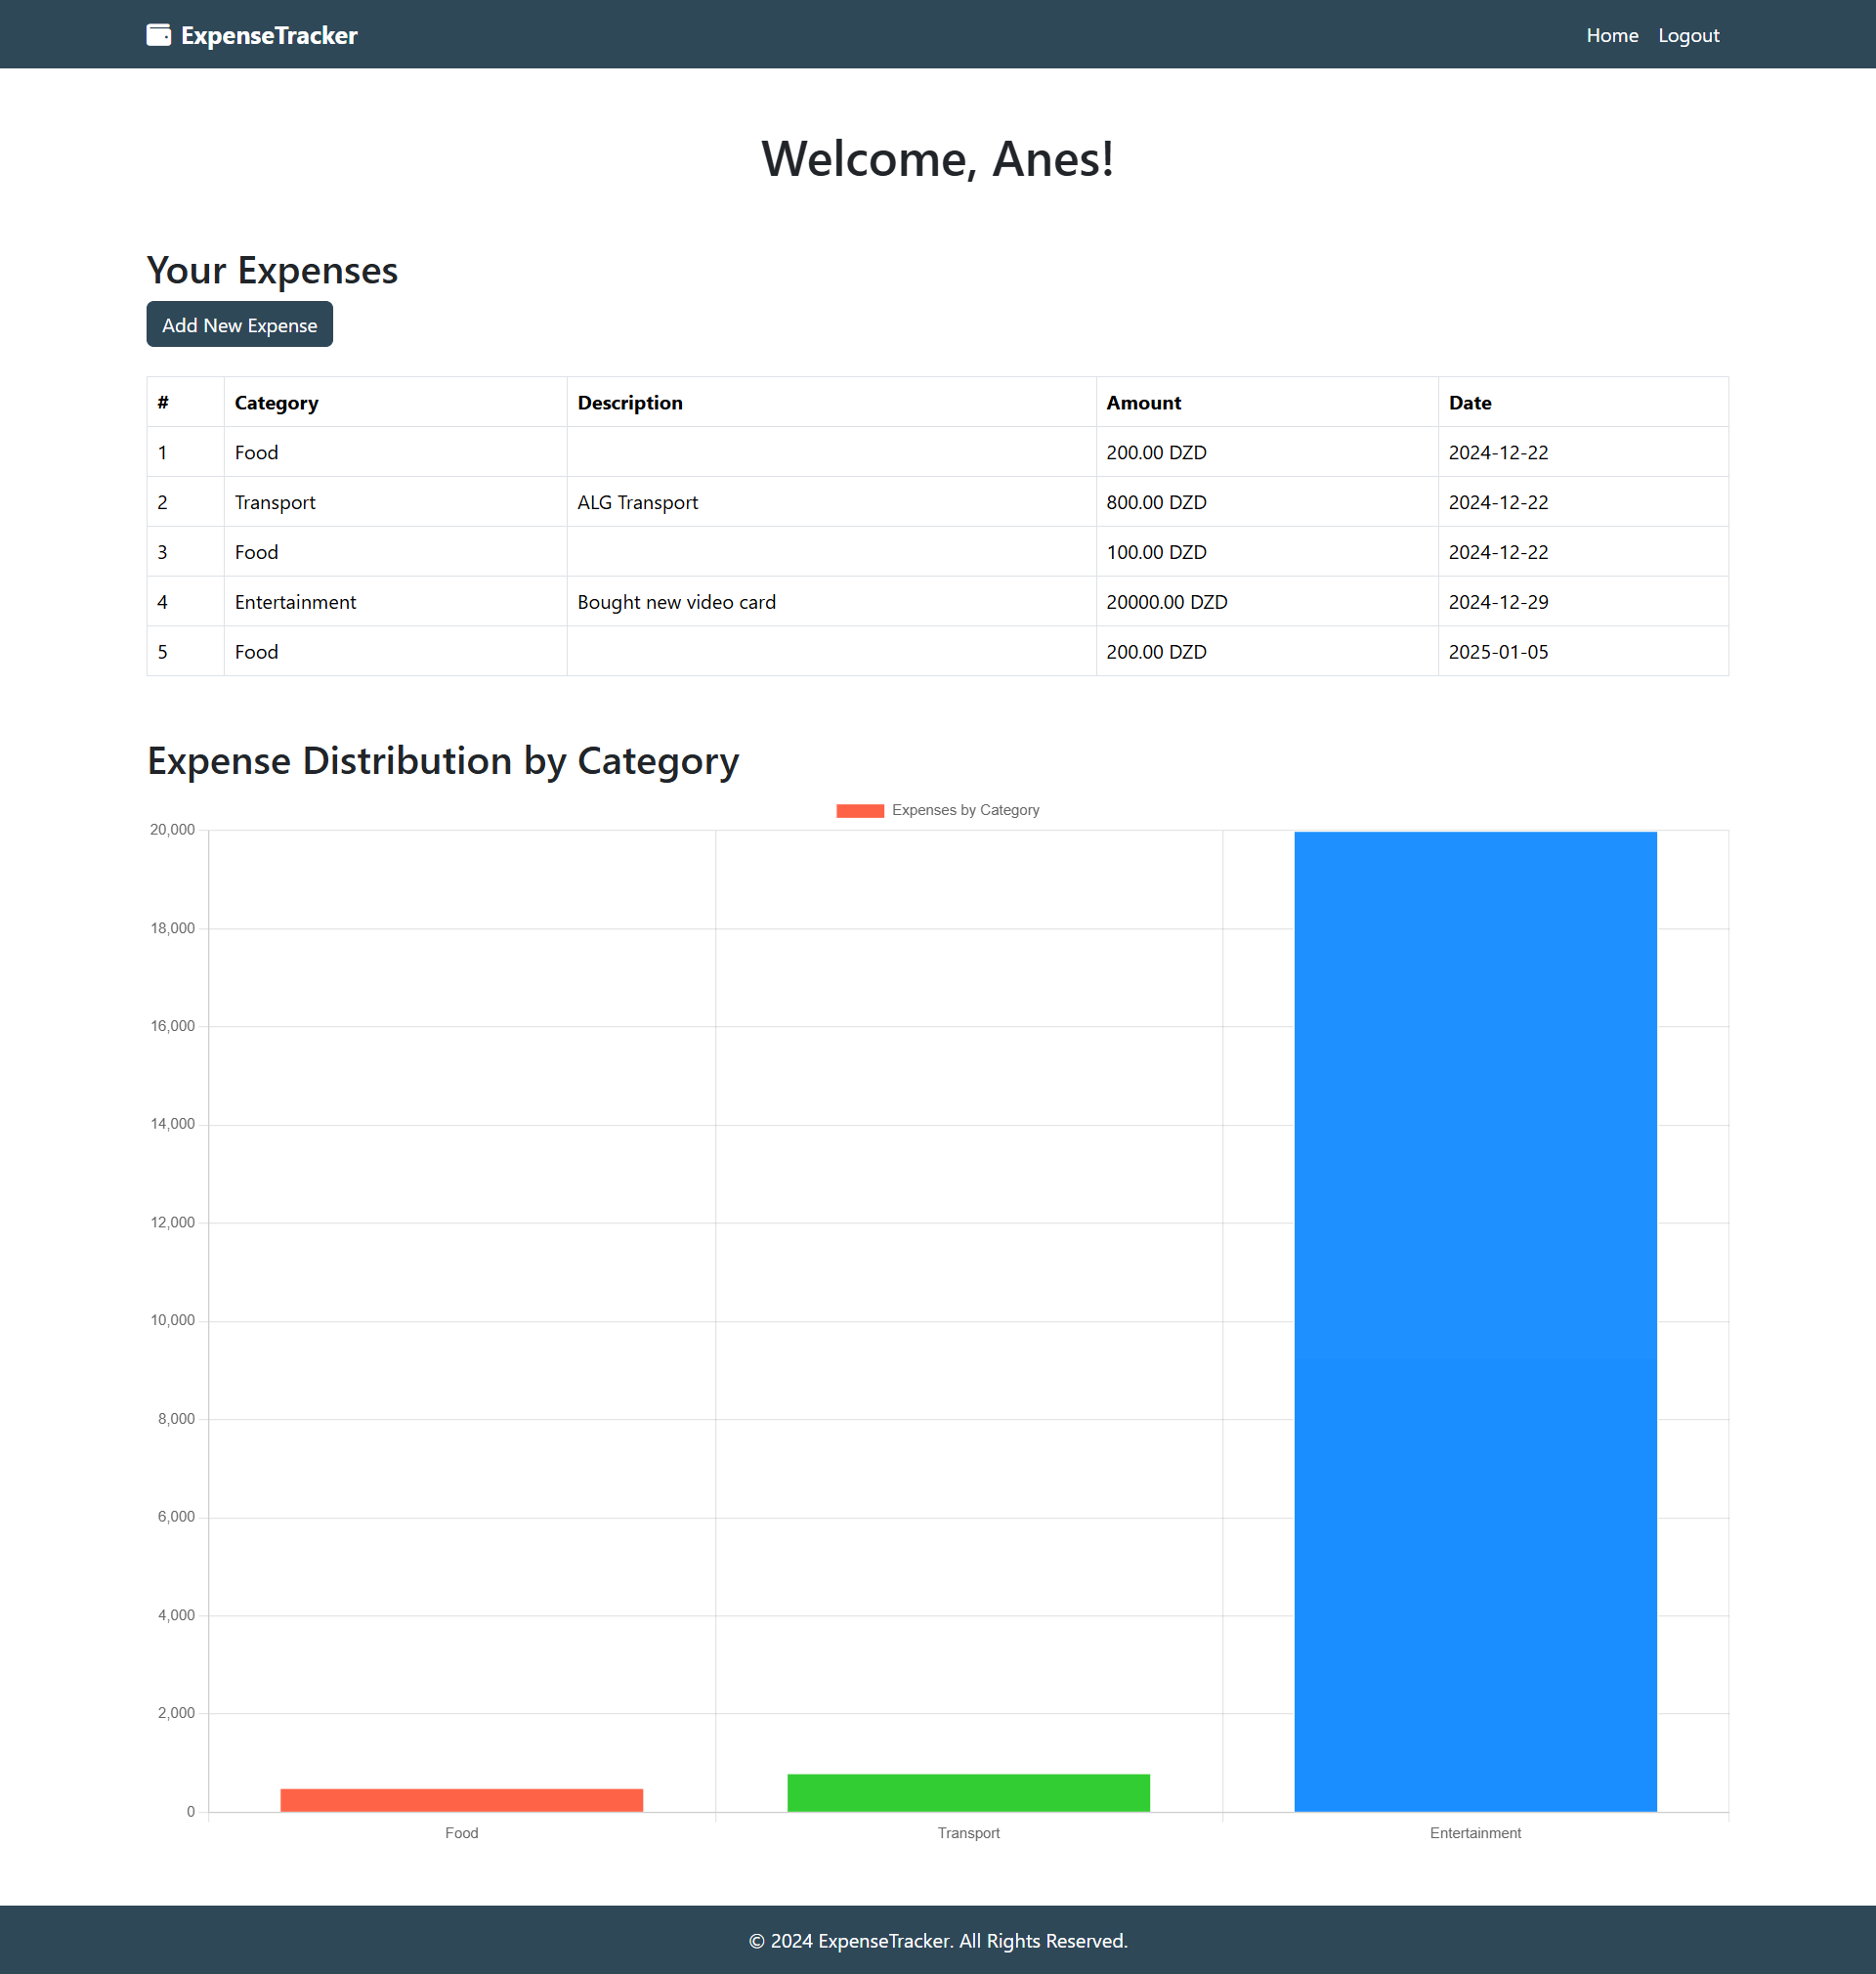 ExpenseTracker Home Logout
Welcome, Anes!
Your Expenses
Add New Expense
# Category Description Amount Date
1 Food 200.00 DZD 2024-12-22
2 Transport ALG Transport 800.00 DZD 2024-12-22
3 Food 100.00 DZD 2024-12-22
4 Entertainment Bought new video card 20000.00 DZD 2024-12-29
5 Food 200.00 DZD 2025-01-05
Expense Distribution by Category
Expenses by Category
20,000
18,000
16,000
14,000
12,000
10,000
8,000
6,000
4,000
2,000
0
Food Transport Entertainment
© 2024 ExpenseTracker. All Rights Reserved.